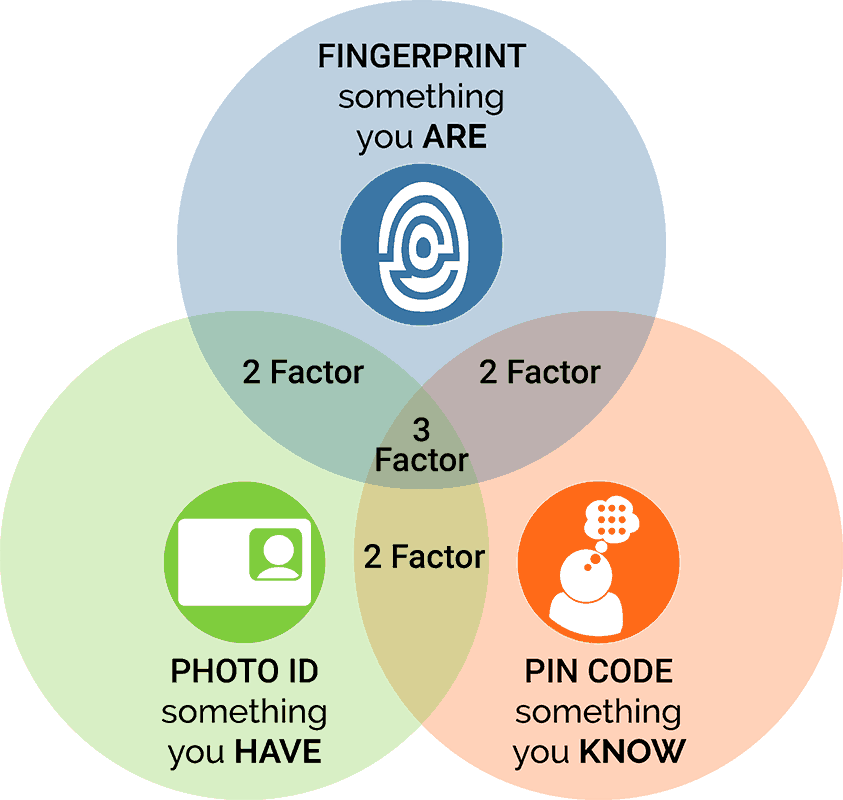 FINGERPRINT
something
you ARE
2 Factor
2 Factor
3
Factor
2 Factor
PHOTO ID
something
you HAVE
PIN CODE
something
you KNOW